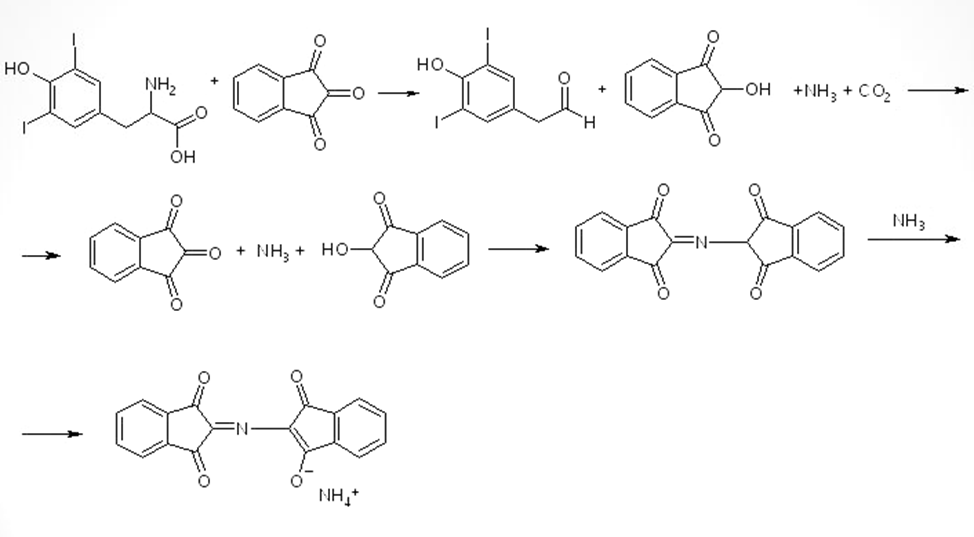 I
HO
NH₂
I
O
OH
+
O
O
O
I
HO
O
I
H
+
O
OH
O
+NH₃ + CO₂
O
O
O
+ NH₃ +
O
HO
O
O
O
N
O
O
NH₃
O
O
N
O
O⁻
NH₄⁺